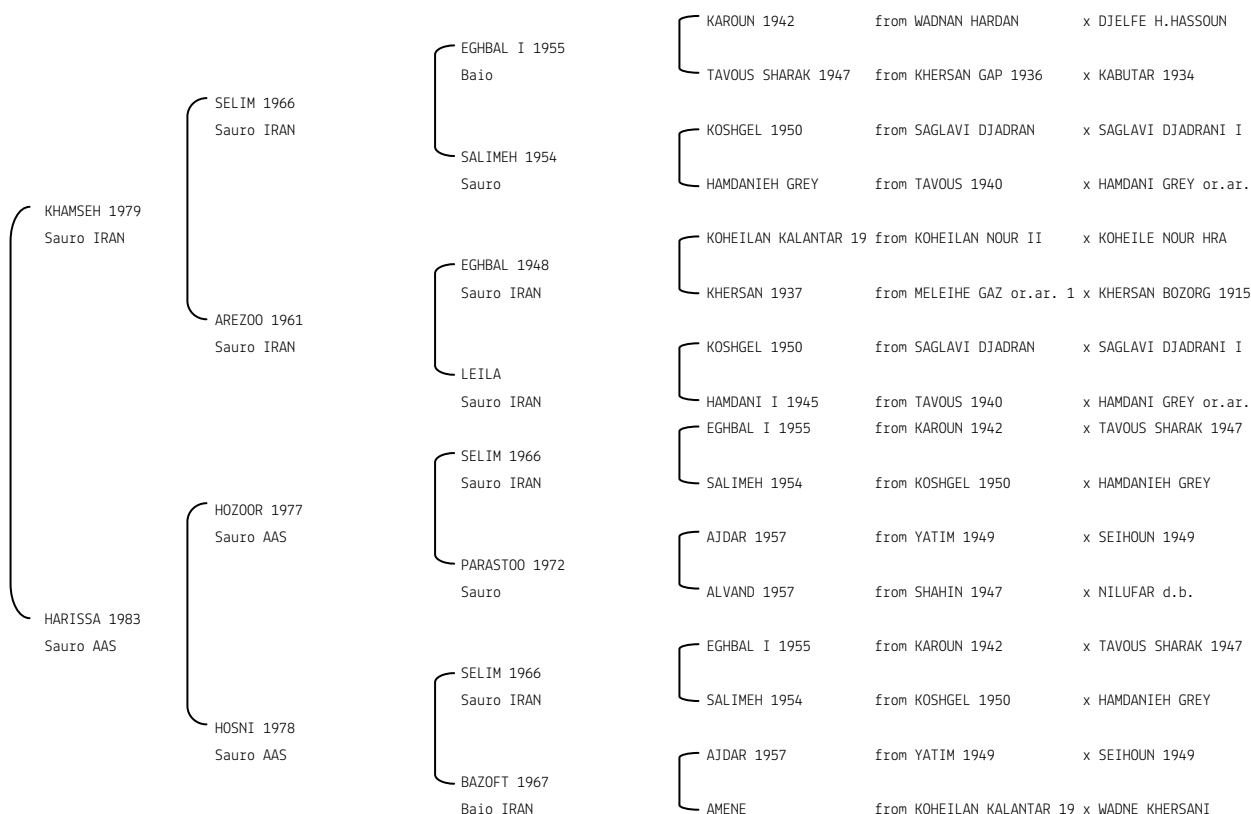 KAROUN 1942 from WADNAN HARDAN x DJELFE H.HASSOUN
EGHBAL I 1955
Baio
TAVOUS SHARAK 1947 from KHERSAN GAP 1936 x KABUTAR 1934
SELIM 1966
Sauro IRAN
KOSHGEL 1950 from SAGLAVI DJADRAN x SAGLAVI DJADRANI I
SALIMEH 1954
Sauro
HAMDANIEH GREY from TAVOUS 1940 x HAMDANI GREY or.ar.
KHAMSEH 1979
Sauro IRAN
KOHEILAN KALANTAR 19 from KOHEILAN NOUR II x KOHEILE NOUR HRA
EGHBAL 1948
Sauro IRAN
KHERSAN 1937 from MELEIHE GAZ or.ar. 1 x KHERSAN BOZORG 1915
AREZOO 1961
Sauro IRAN
KOSHGEL 1950 from SAGLAVI DJADRAN x SAGLAVI DJADRANI I
LEILA
Sauro IRAN
HAMDANI I 1945 from TAVOUS 1940 x HAMDANI GREY or.ar.
EGHBAL I 1955 from KAROUN 1942 x TAVOUS SHARAK 1947
SELIM 1966
Sauro IRAN
SALIMEH 1954 from KOSHGEL 1950 x HAMDANIEH GREY
HOZOOR 1977
Sauro AAS
AJDAR 1957 from YATIM 1949 x SEIHOUN 1949
PARASTOO 1972
Sauro
ALVAND 1957 from SHAHIN 1947 x NILUFAR d.b.
HARISSA 1983
Sauro AAS
EGHBAL I 1955 from KAROUN 1942 x TAVOUS SHARAK 1947
SELIM 1966
Sauro IRAN
SALIMEH 1954 from KOSHGEL 1950 x HAMDANIEH GREY
HOSNI 1978
Sauro AAS
AJDAR 1957 from YATIM 1949 x SEIHOUN 1949
BAZOFT 1967
Baio IRAN
AMENE from KOHEILAN KALANTAR 19 x WADNE KHERSANI